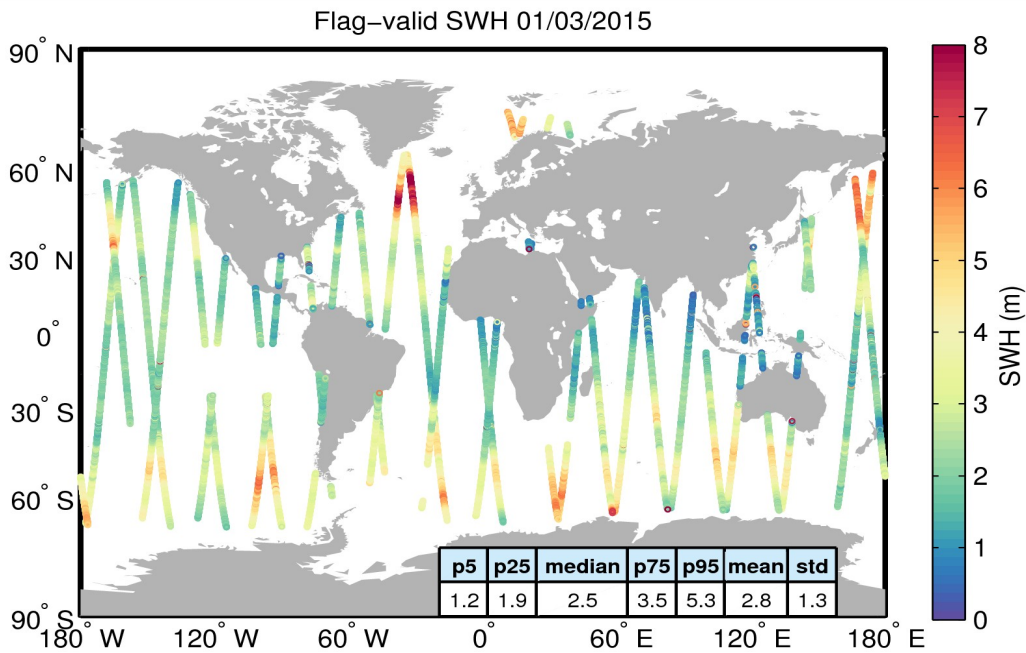 Flag−valid SWH 01/03/2015
90° N
60° N
30° N
0°
30° S
60° S
90° S
180° W
120° W
60° W
0°
60° E
120° E
180° E
p5 p25 median p75 p95 mean std
1.2 1.9 2.5 3.5 5.3 2.8 1.3
8
7
6
5
4
3
2
1
0
SWH (m)